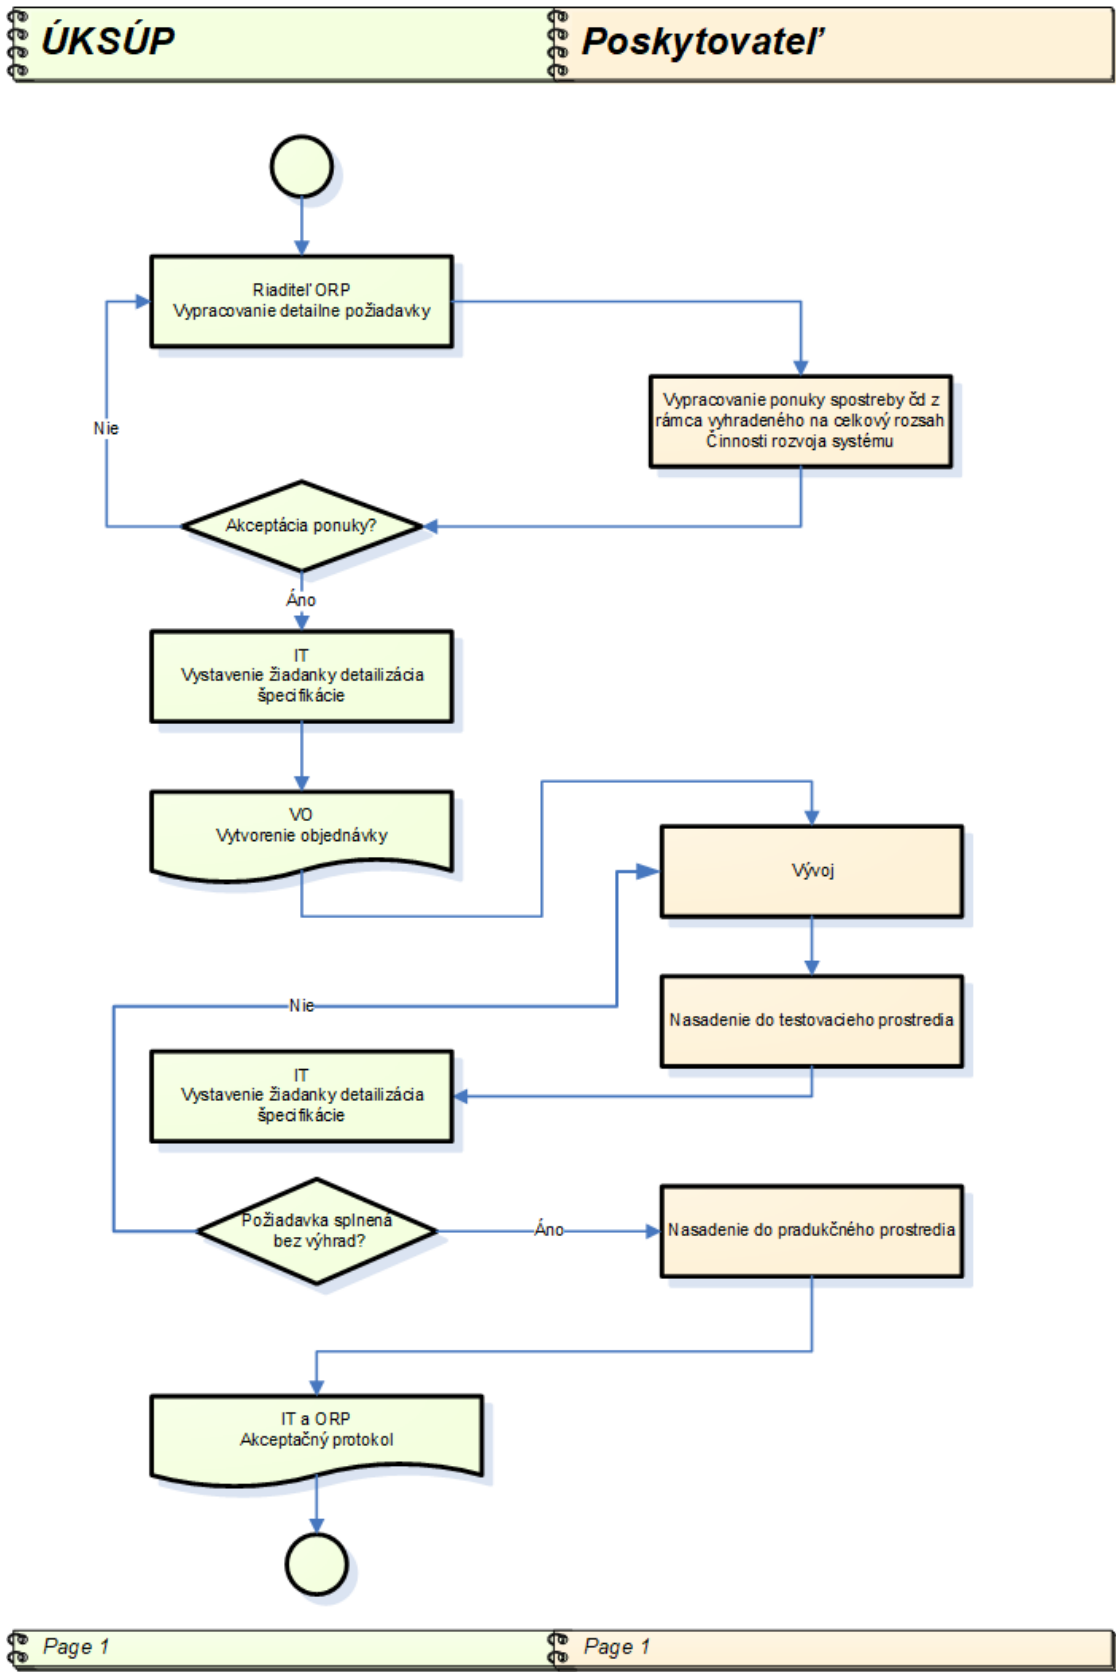 ÚKSÚP
Poskytovateľ
Riaditeľ ORP
Vypracovanie detailne požiadavky
Vypracovanie ponuky spostreby čd z
rámca vyhradeného na celkový rozsah
Činnosti rozvoja systému
Nie
Akceptácia ponuky?
Áno
IT
Vystavenie žiadanky detailizácia
špecifikácie
VO
Vytvorenie objednávky
Vývoj
Nie
Nasadenie do testovacieho prostredia
IT
Vystavenie žiadanky detailizácia
špecifikácie
Požiadavka splnená
bez výhrad?
Áno
Nasadenie do pradukčného prostredia
IT a ORP
Akceptačný protokol
Page 1
Page 1